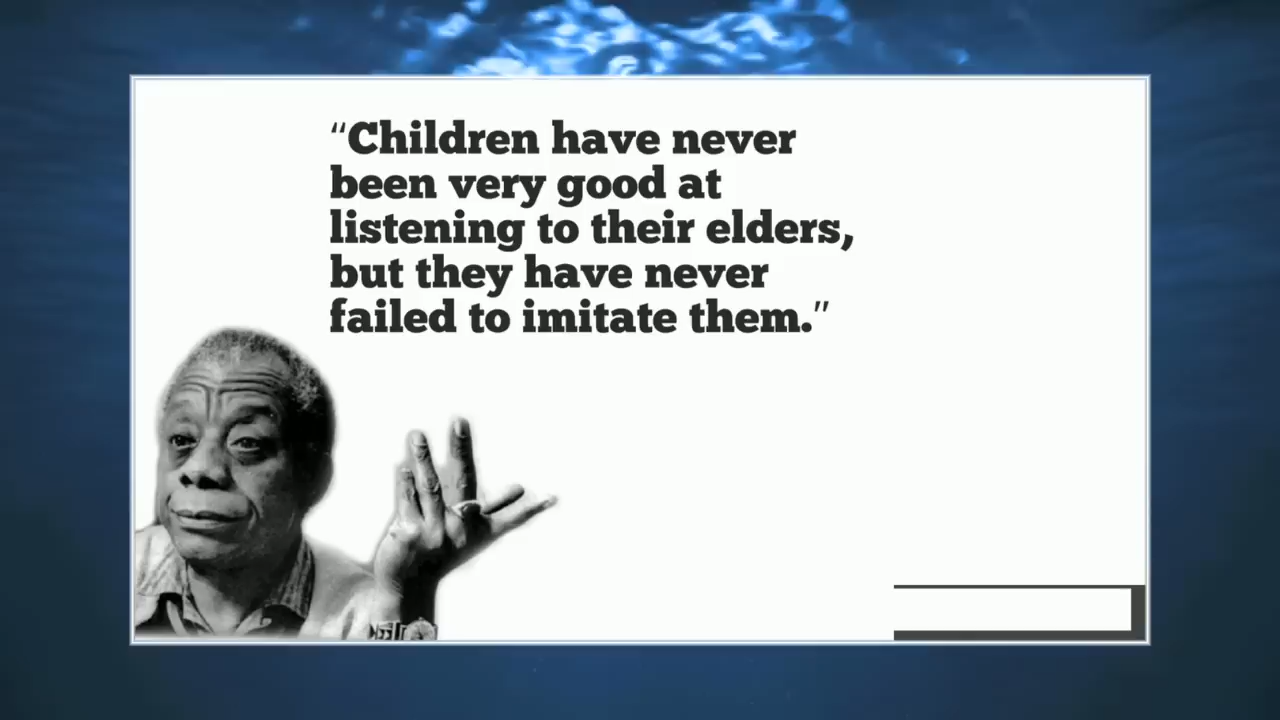 “Children have never
been very good at
listening to their elders,
but they have never
failed to imitate them.”